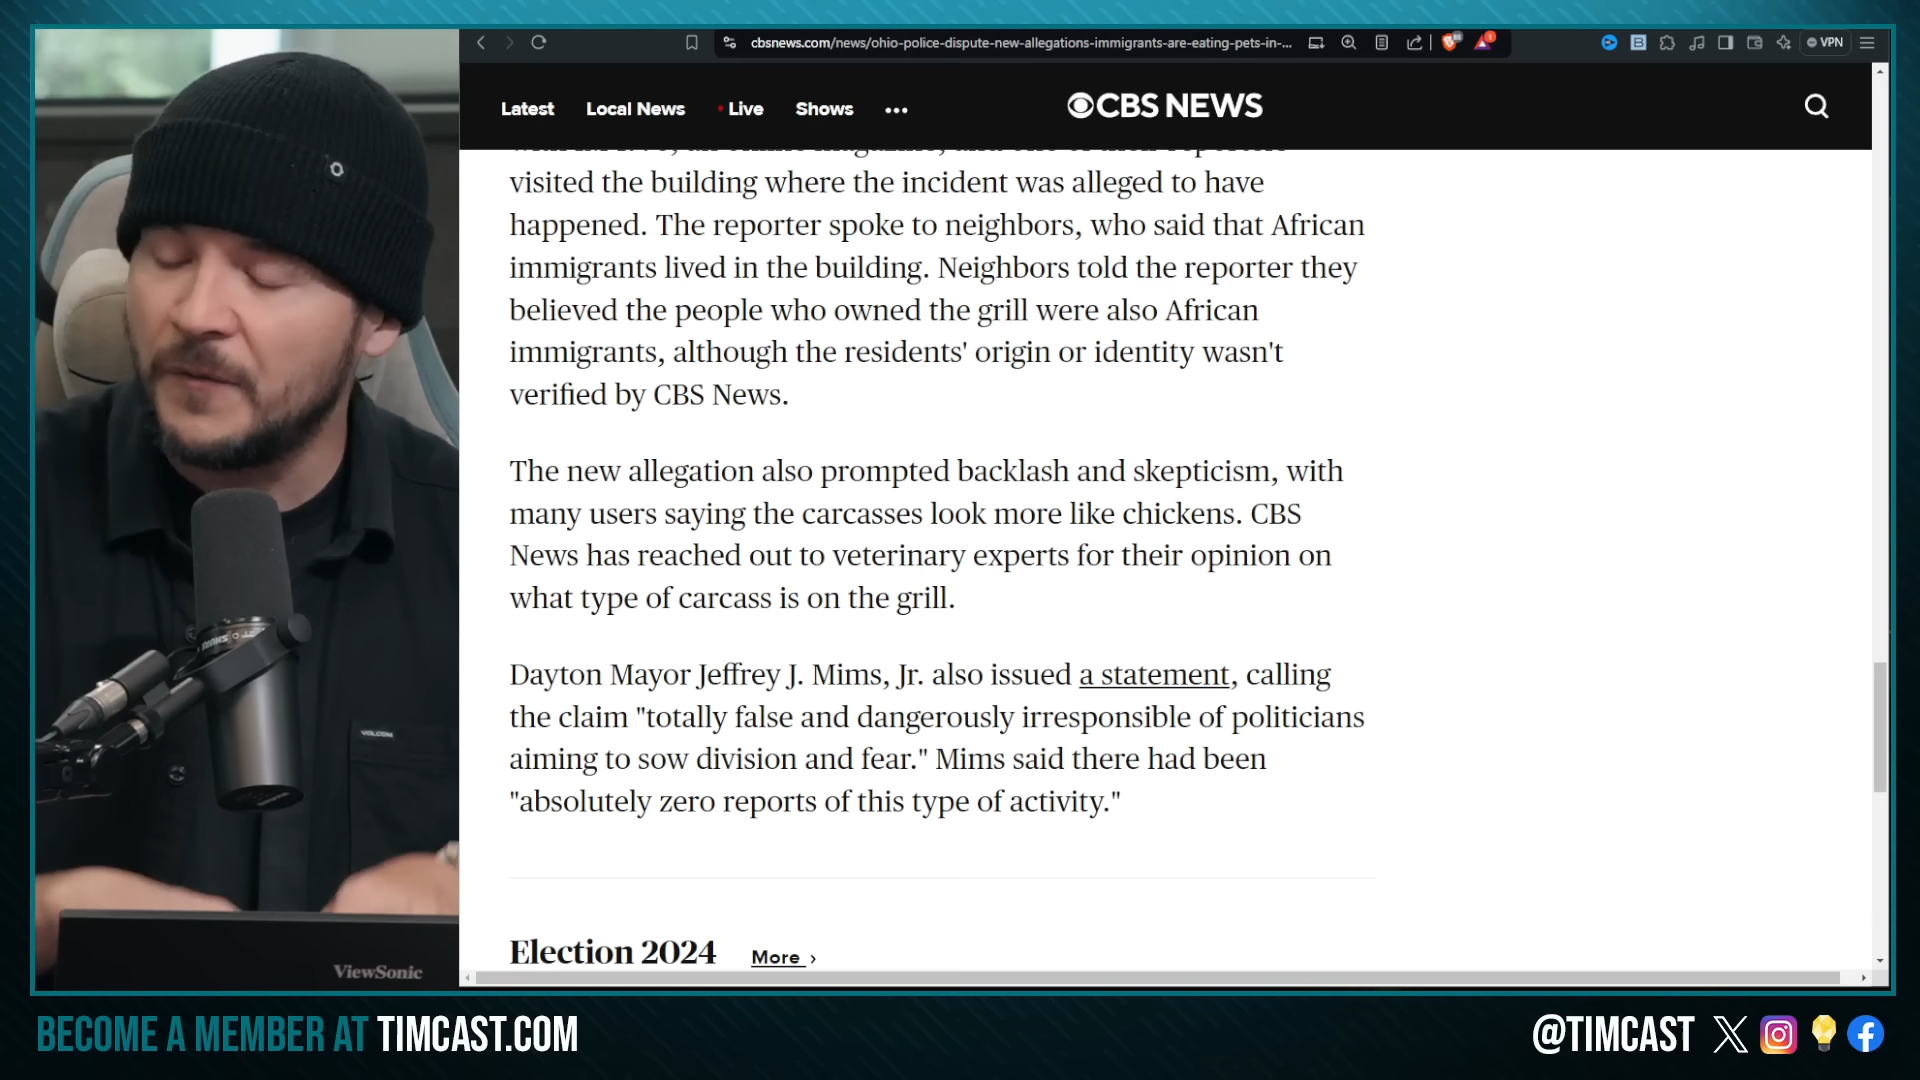 cbsnews.com/news/ohio-police-dispute-new-allegations-immigrants-are-eating-pets-in-...
VPN
Latest
Local News
Live
Shows
CBS NEWS
visited the building where the incident was alleged to have
happened. The reporter spoke to neighbors, who said that African
immigrants lived in the building. Neighbors told the reporter they
believed the people who owned the grill were also African
immigrants, although the residents' origin or identity wasn't
verified by CBS News.
The new allegation also prompted backlash and skepticism, with
many users saying the carcasses look more like chickens. CBS
News has reached out to veterinary experts for their opinion on
what type of carcass is on the grill.
Dayton Mayor Jeffrey J. Mims, Jr. also issued a statement, calling
the claim "totally false and dangerously irresponsible of politicians
aiming to sow division and fear." Mims said there had been
"absolutely zero reports of this type of activity."
Election 2024 More ›
VOLCOM
ViewSonic
BECOME A MEMBER AT TIMCAST.COM
@TIMCAST